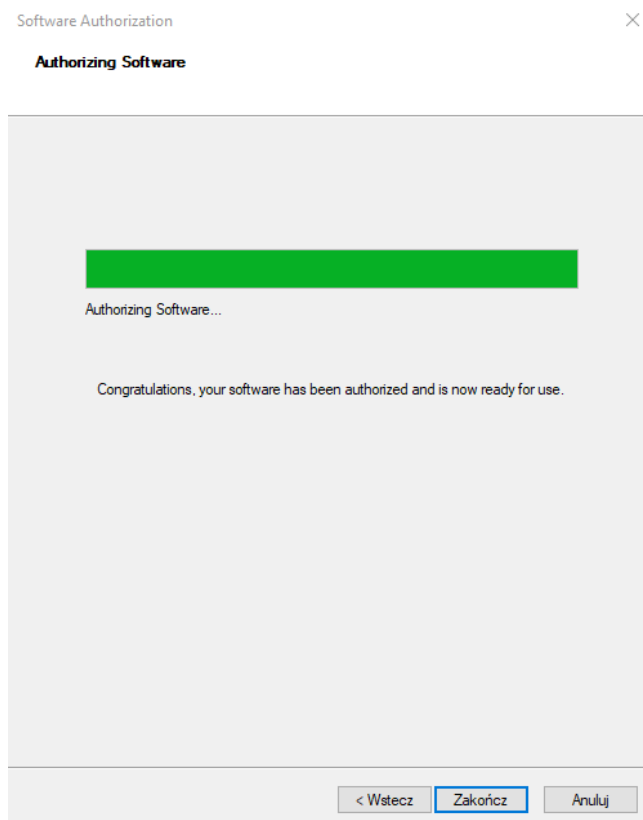 Software Authorization
Authorizing Software
Authorizing Software...
Congratulations, your software has been authorized and is now ready for use.
< Wstecz Zakończ Anuluj